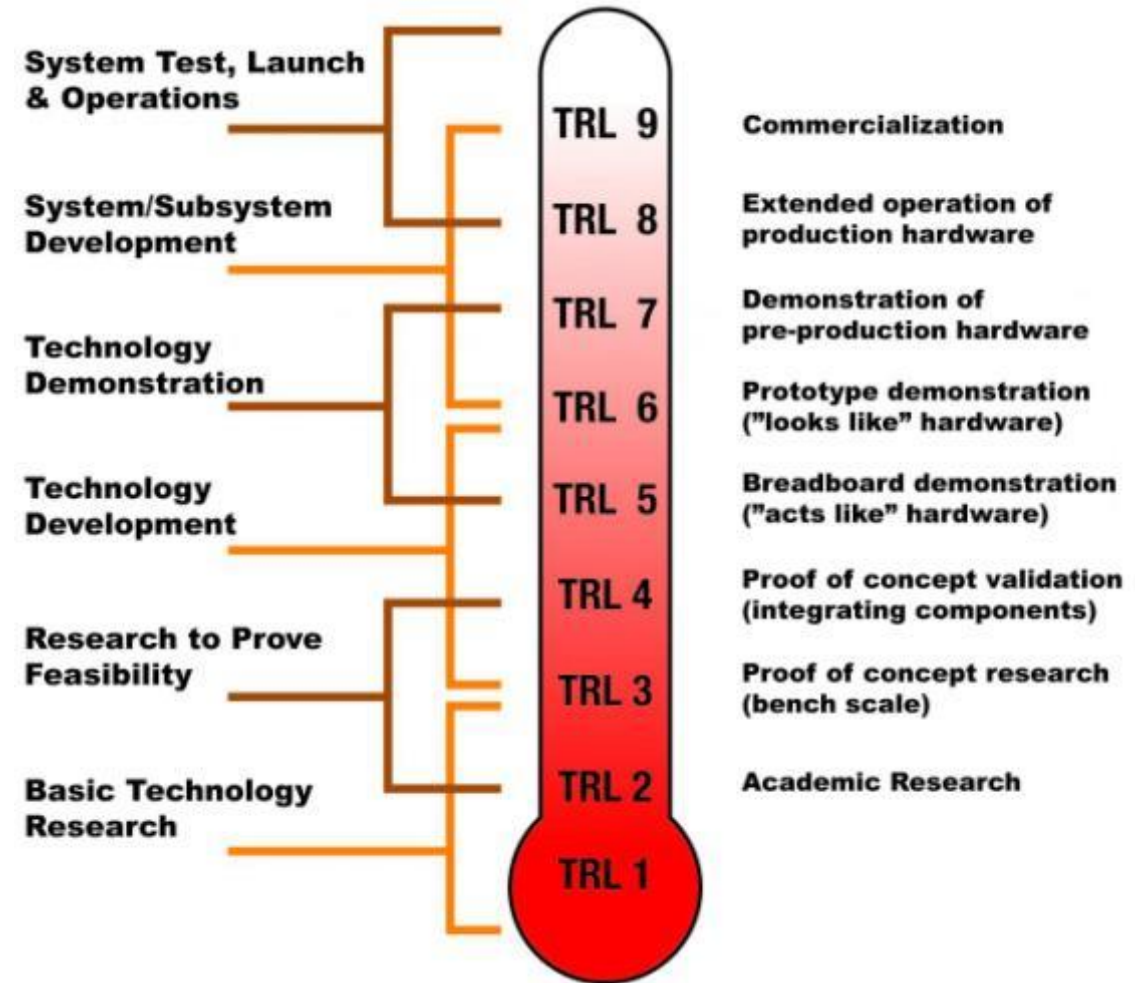 System Test, Launch
& Operations
System/Subsystem
Development
Technology
Demonstration
Technology
Development
Research to Prove
Feasibility
Basic Technology
Research
TRL 9
TRL 8
TRL 7
TRL 6
TRL 5
TRL 4
TRL 3
TRL 2
TRL 1
Commercialization
Extended operation of
production hardware
Demonstration of
pre-production hardware
Prototype demonstration
(”looks like” hardware)
Breadboard demonstration
(”acts like” hardware)
Proof of concept validation
(integrating components)
Proof of concept research
(bench scale)
Academic Research